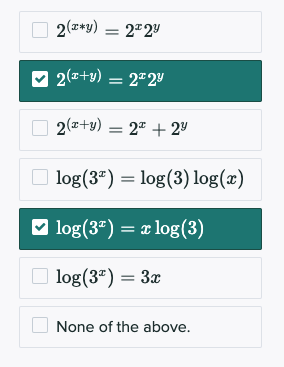 2^(x*y) = 2^x 2^y
2^(x+y) = 2^x 2^y
2^(x+y) = 2^x + 2^y
log(3^x) = log(3) log(x)
log(3^x) = x log(3)
log(3^x) = 3x
None of the above.